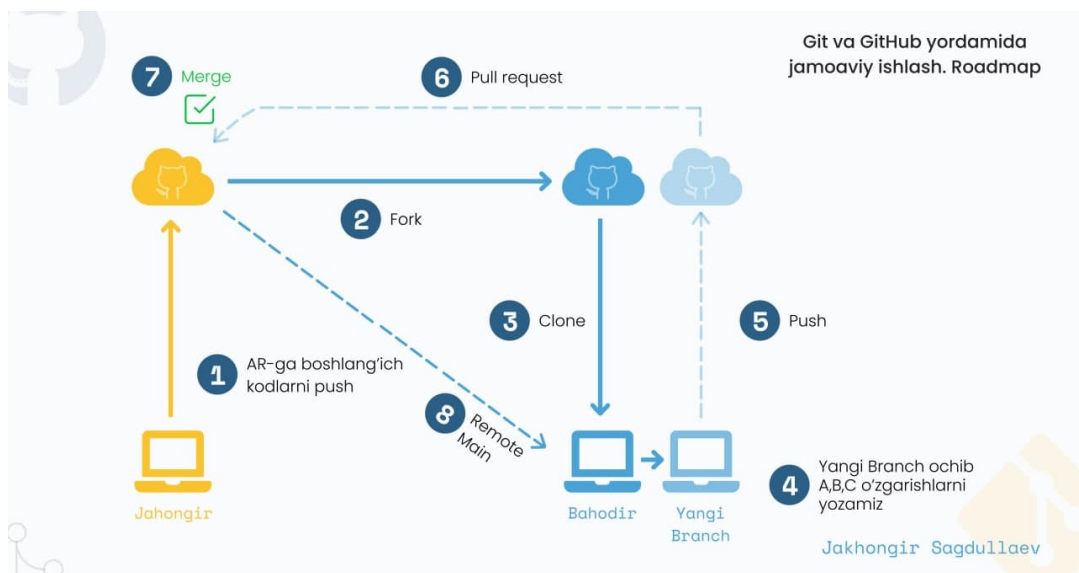 Git va GitHub yordamida
jamoaviy ishlash. Roadmap
7 Merge
6 Pull request
2 Fork
3 Clone
5 Push
1 AR-ga boshlang‘ich
kodlarni push
8 Remote
Main
4 Yangi Branch ochib
A,B,C o‘zgarishlarni
yozamiz
Jahongir
Bahodir
Yangi
Branch
Jakhongir Sagdullaev